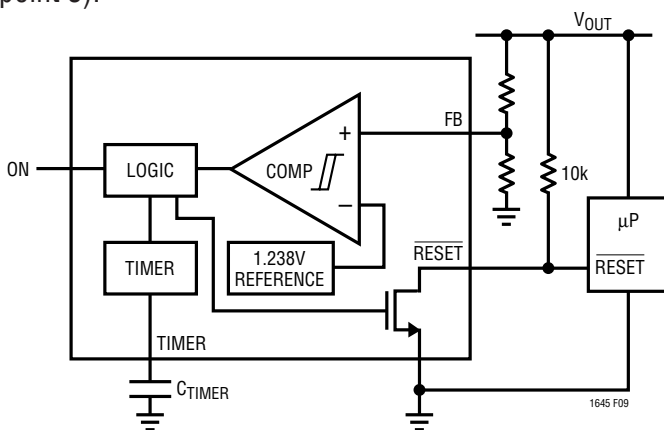 point 3).
V_OUT
FB
+
ON
LOGIC
COMP
10k
−
μP
1.238V
REFERENCE
RESET
RESET
TIMER
TIMER
C_TIMER
1645 F09